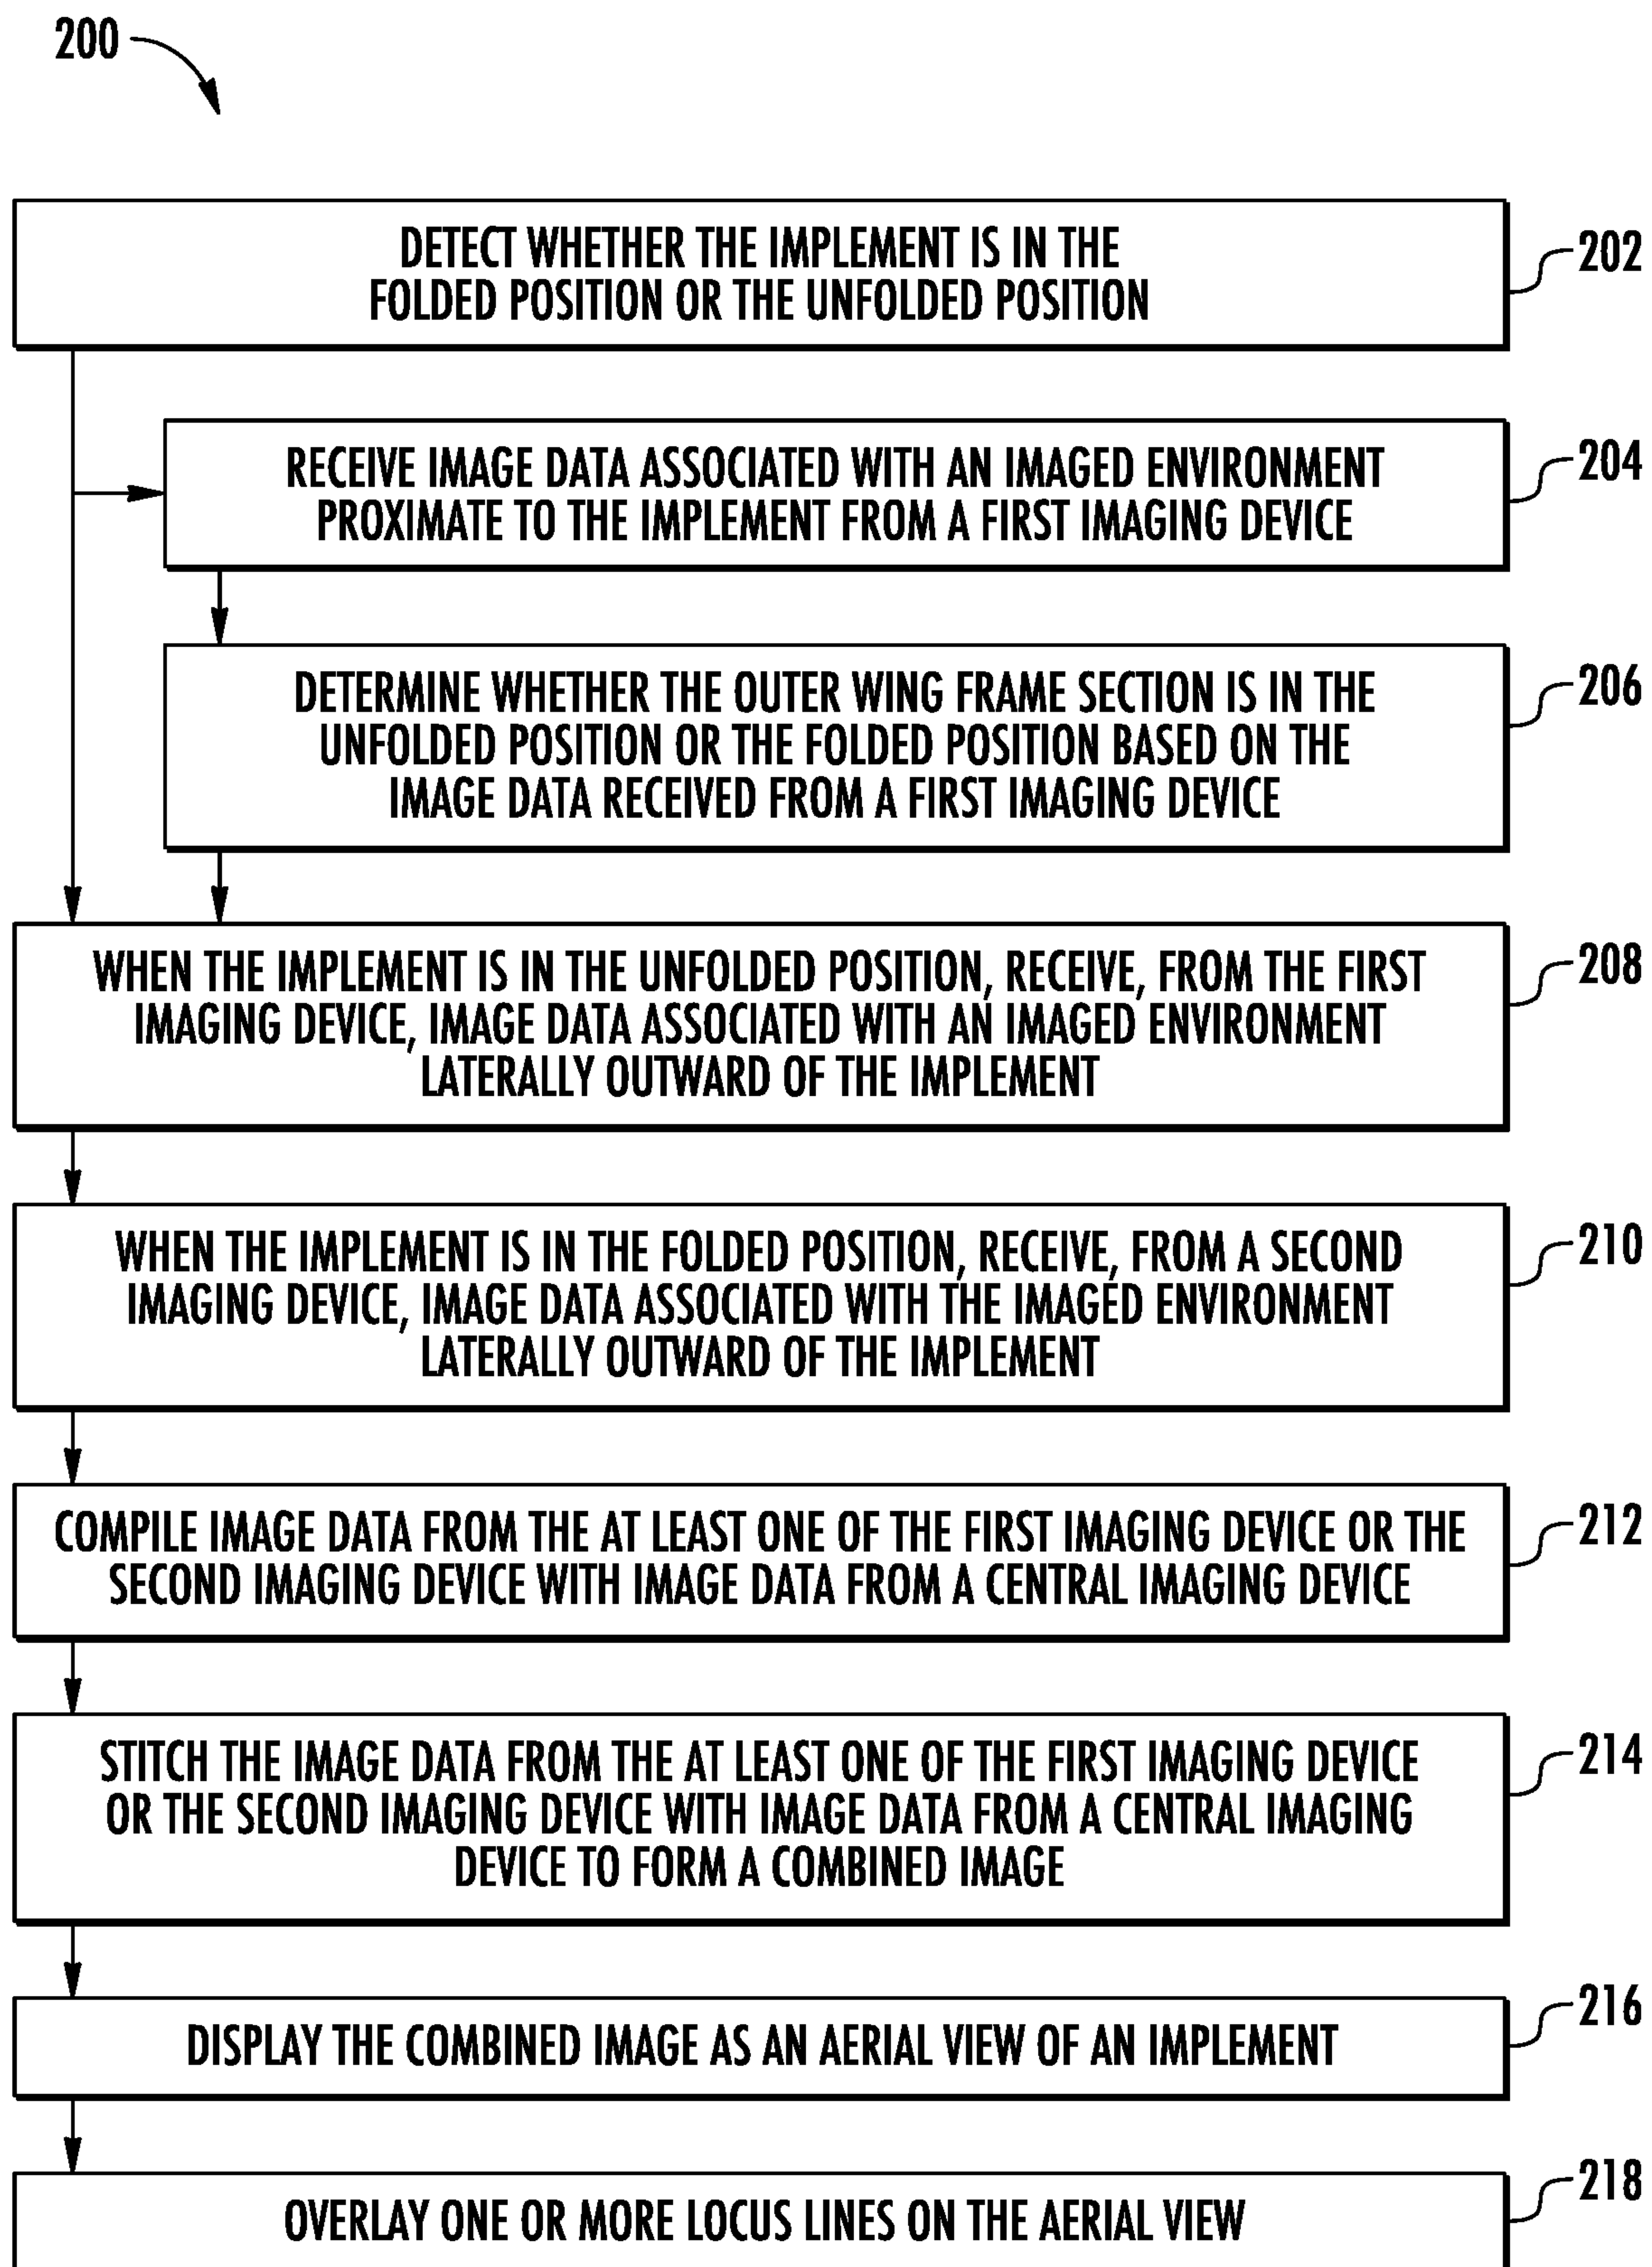 200
DETECT WHETHER THE IMPLEMENT IS IN THE
FOLDED POSITION OR THE UNFOLDED POSITION
202
RECEIVE IMAGE DATA ASSOCIATED WITH AN IMAGED ENVIRONMENT
PROXIMATE TO THE IMPLEMENT FROM A FIRST IMAGING DEVICE
204
DETERMINE WHETHER THE OUTER WING FRAME SECTION IS IN THE
UNFOLDED POSITION OR THE FOLDED POSITION BASED ON THE
IMAGE DATA RECEIVED FROM A FIRST IMAGING DEVICE
206
WHEN THE IMPLEMENT IS IN THE UNFOLDED POSITION, RECEIVE, FROM THE FIRST
IMAGING DEVICE, IMAGE DATA ASSOCIATED WITH AN IMAGED ENVIRONMENT
LATERALLY OUTWARD OF THE IMPLEMENT
208
WHEN THE IMPLEMENT IS IN THE FOLDED POSITION, RECEIVE, FROM A SECOND
IMAGING DEVICE, IMAGE DATA ASSOCIATED WITH THE IMAGED ENVIRONMENT
LATERALLY OUTWARD OF THE IMPLEMENT
210
COMPILE IMAGE DATA FROM THE AT LEAST ONE OF THE FIRST IMAGING DEVICE OR THE
SECOND IMAGING DEVICE WITH IMAGE DATA FROM A CENTRAL IMAGING DEVICE
212
STITCH THE IMAGE DATA FROM THE AT LEAST ONE OF THE FIRST IMAGING DEVICE
OR THE SECOND IMAGING DEVICE WITH IMAGE DATA FROM A CENTRAL IMAGING
DEVICE TO FORM A COMBINED IMAGE
214
DISPLAY THE COMBINED IMAGE AS AN AERIAL VIEW OF AN IMPLEMENT
216
OVERLAY ONE OR MORE LOCUS LINES ON THE AERIAL VIEW
218